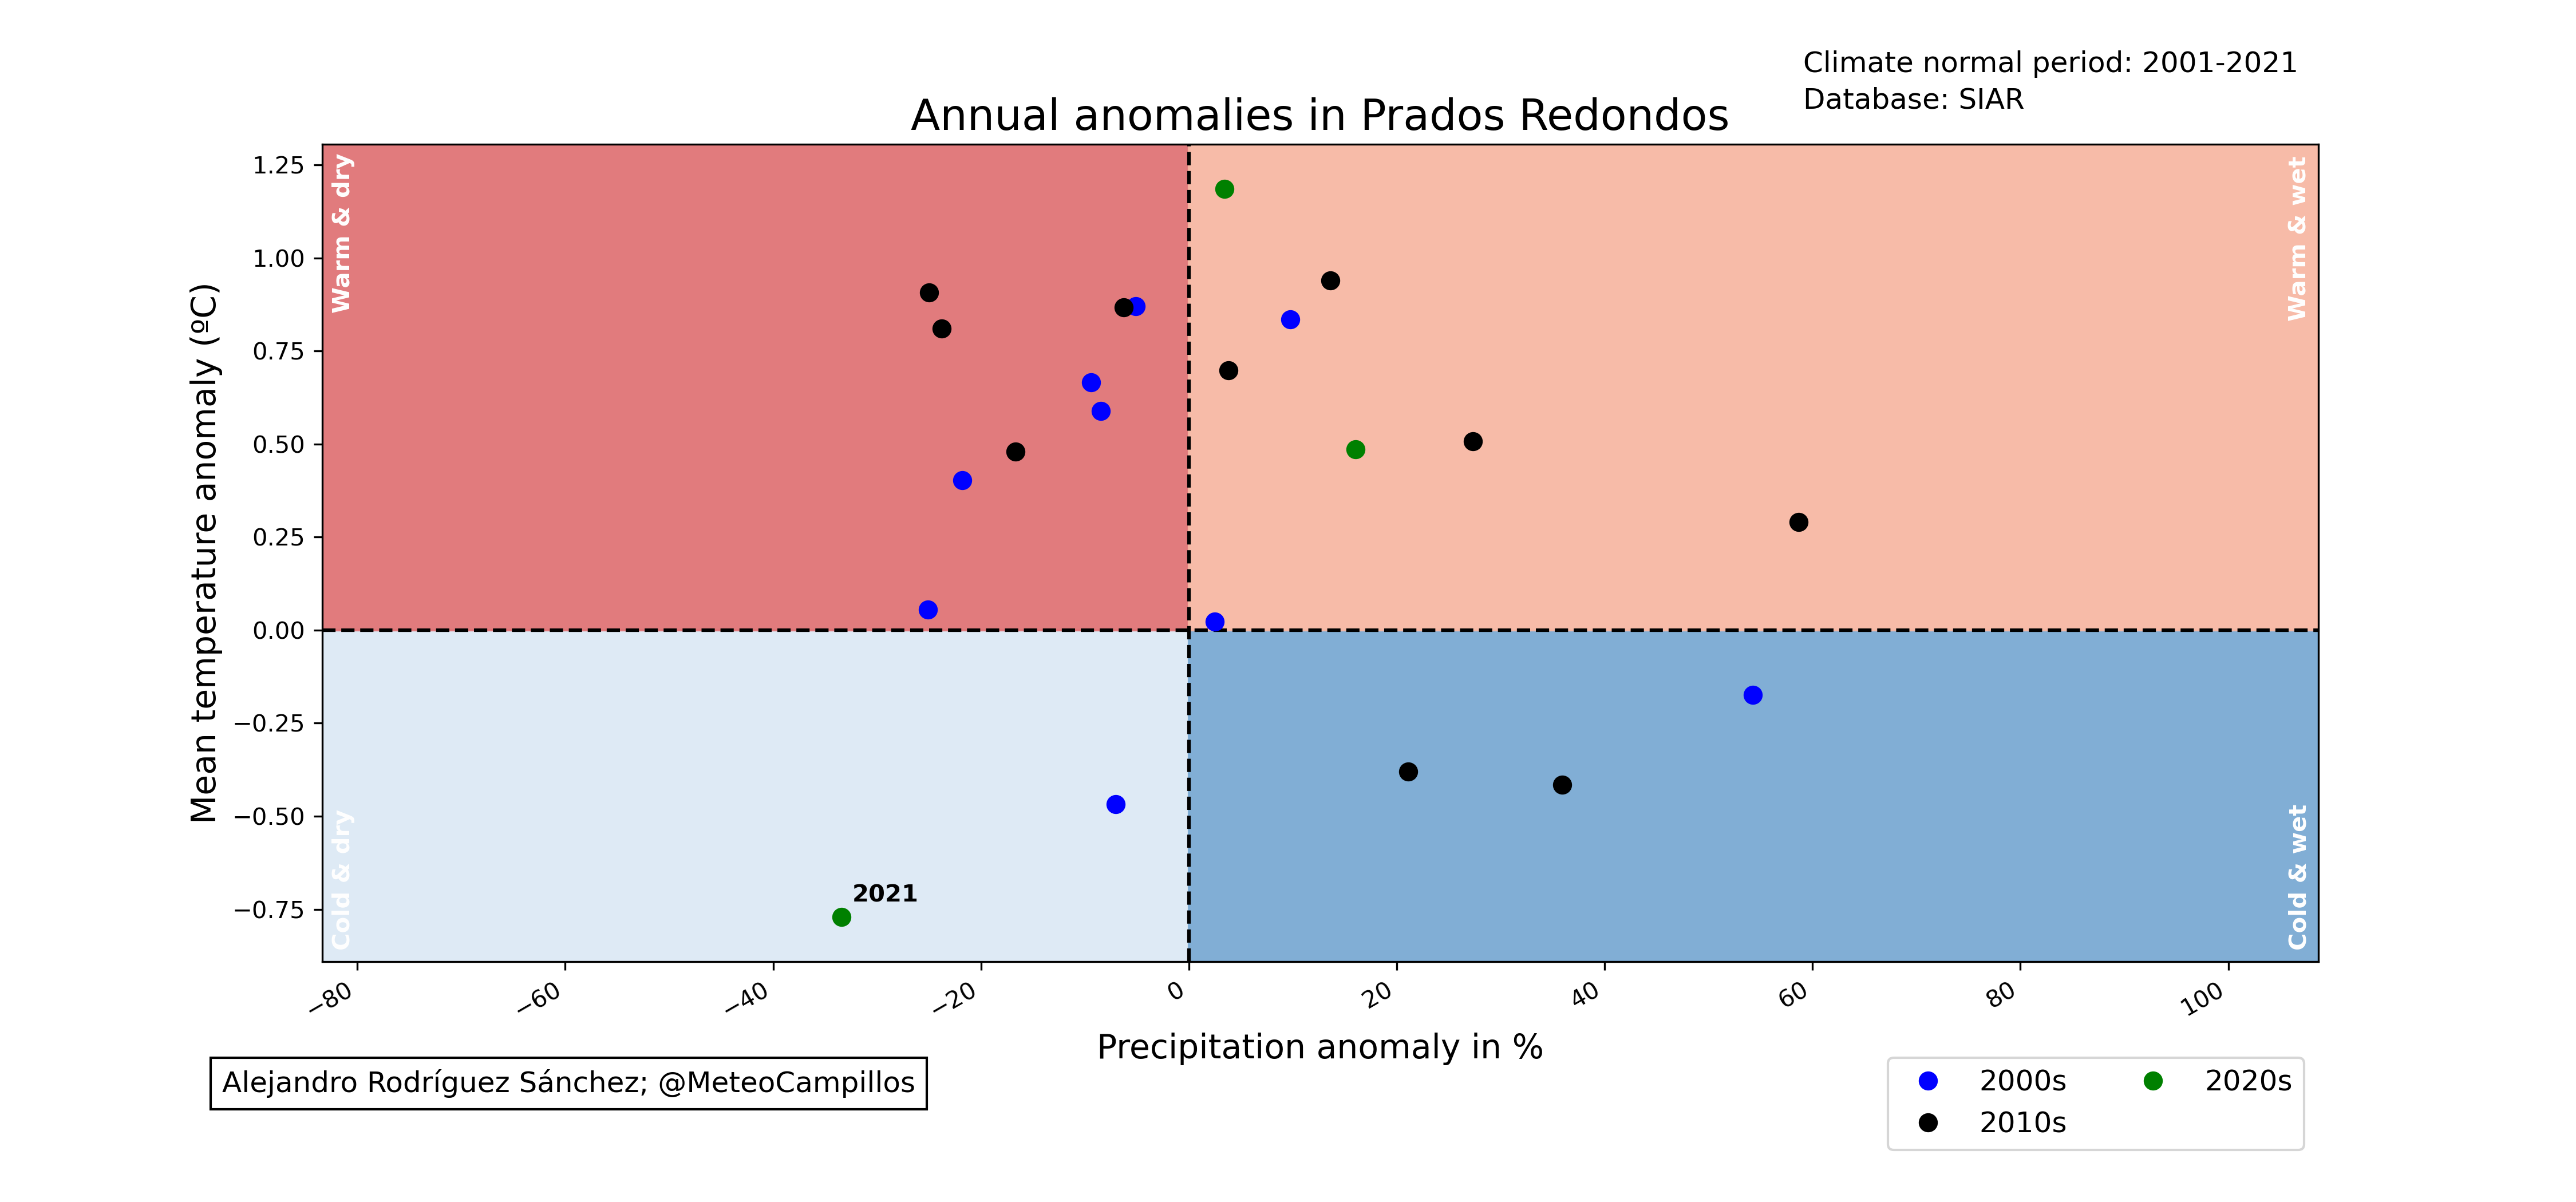 Climate normal period: 2001-2021
Database: SIAR
Annual anomalies in Prados Redondos
Warm & dry
Warm & wet
Cold & dry
Cold & wet
Mean temperature anomaly (ºC)
1.25
1.00
0.75
0.50
0.25
0.00
−0.25
−0.50
−0.75
2021
−80
−60
−40
−20
0
20
40
60
80
100
Precipitation anomaly in %
Alejandro Rodríguez Sánchez; @MeteoCampillos
2000s
2010s
2020s